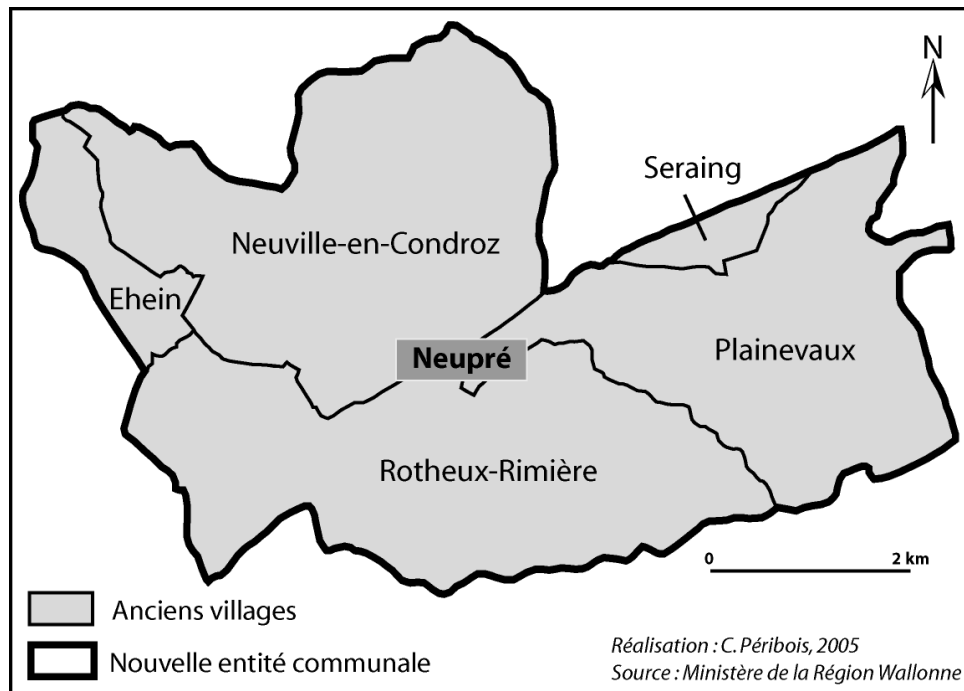 N
Seraing
Neuville-en-Condroz
Ehein
Neupré
Plainevaux
Rotheux-Rimière
0 2 km
Anciens villages
Nouvelle entité communale
Réalisation : C. Péribois, 2005
Source : Ministère de la Région Wallonne